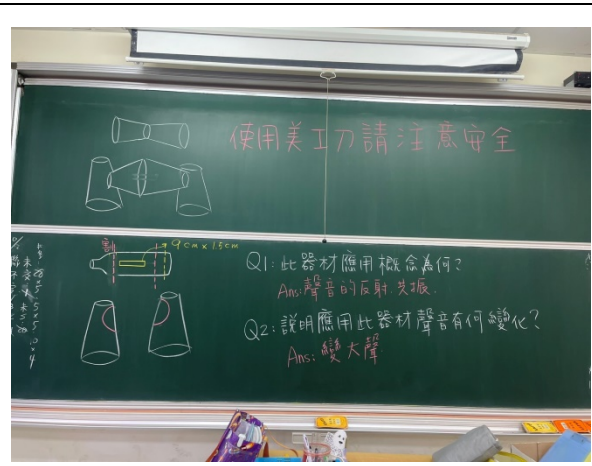 使用美工刀請注意安全
割
9cm x 1.5cm
Q1:此器材應用概念為何?
Ans:聲音的反射.共振.
Q2:說明應用此器材聲音有何變化?
Ans:變大聲